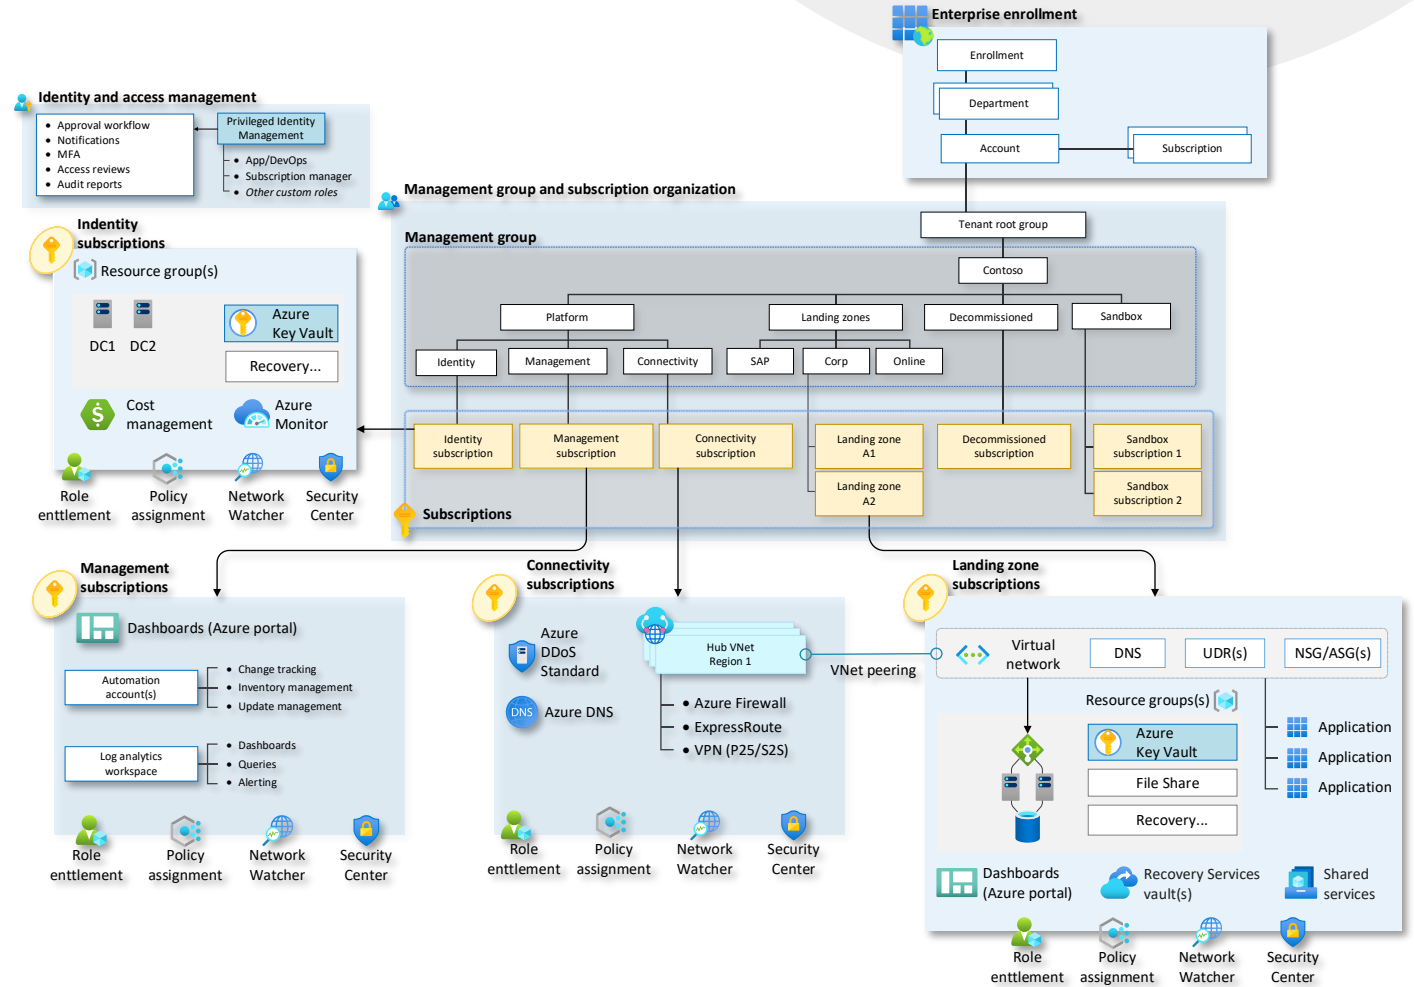 Enterprise enrollment
Enrollment
Department
Account
Subscription
Identity and access management
• Approval workflow
• Notifications
• MFA
• Access reviews
• Audit reports
Privileged Identity
Management
• App/DevOps
• Subscription manager
• Other custom roles
Management group and subscription organization
Tenant root group
Management group
Contoso
Platform
Landing zones
Decommissioned
Sandbox
Identity
Management
Connectivity
SAP
Corp
Online
Identity
subscription
Management
subscription
Connectivity
subscription
Landing zone
A1
Landing zone
A2
Decommissioned
subscription
Sandbox
subscription 1
Sandbox
subscription 2
Subscriptions
Indentity
subscriptions
Resource group(s)
DC1
DC2
Azure
Key Vault
Recovery...
Cost
management
Azure
Monitor
Role
enttlement
Policy
assignment
Network
Watcher
Security
Center
Management
subscriptions
Dashboards (Azure portal)
Automation
account(s)
• Change tracking
• Inventory management
• Update management
Log analytics
workspace
• Dashboards
• Queries
• Alerting
Role
enttlement
Policy
assignment
Network
Watcher
Security
Center
Connectivity
subscriptions
Azure
DDoS
Standard
DNS
Azure DNS
Hub VNet
Region 1
• Azure Firewall
• ExpressRoute
• VPN (P25/S2S)
VNet peering
Role
enttlement
Policy
assignment
Network
Watcher
Security
Center
Landing zone
subscriptions
Virtual
network
DNS
UDR(s)
NSG/ASG(s)
Resource groups(s)
Azure
Key Vault
File Share
Recovery...
Application
Application
Application
Dashboards
(Azure portal)
Recovery Services
vault(s)
Shared
services
Role
enttlement
Policy
assignment
Network
Watcher
Security
Center